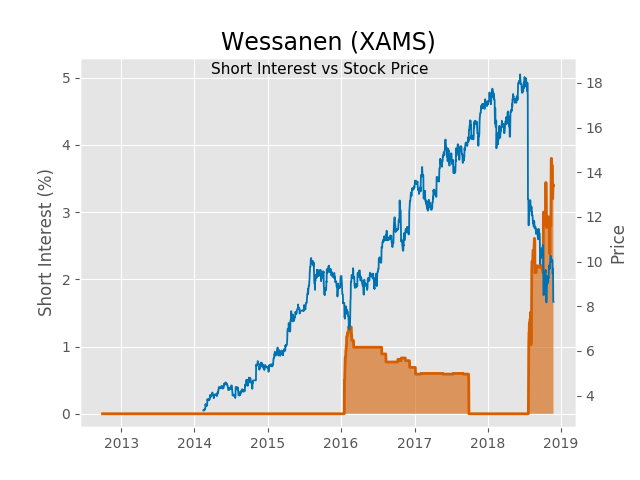 Wessanen (XAMS)
Short Interest vs Stock Price
Short Interest (%)
5
4
3
2
1
0
18
16
14
12
10
8
6
4
Price
2013 2014 2015 2016 2017 2018 2019